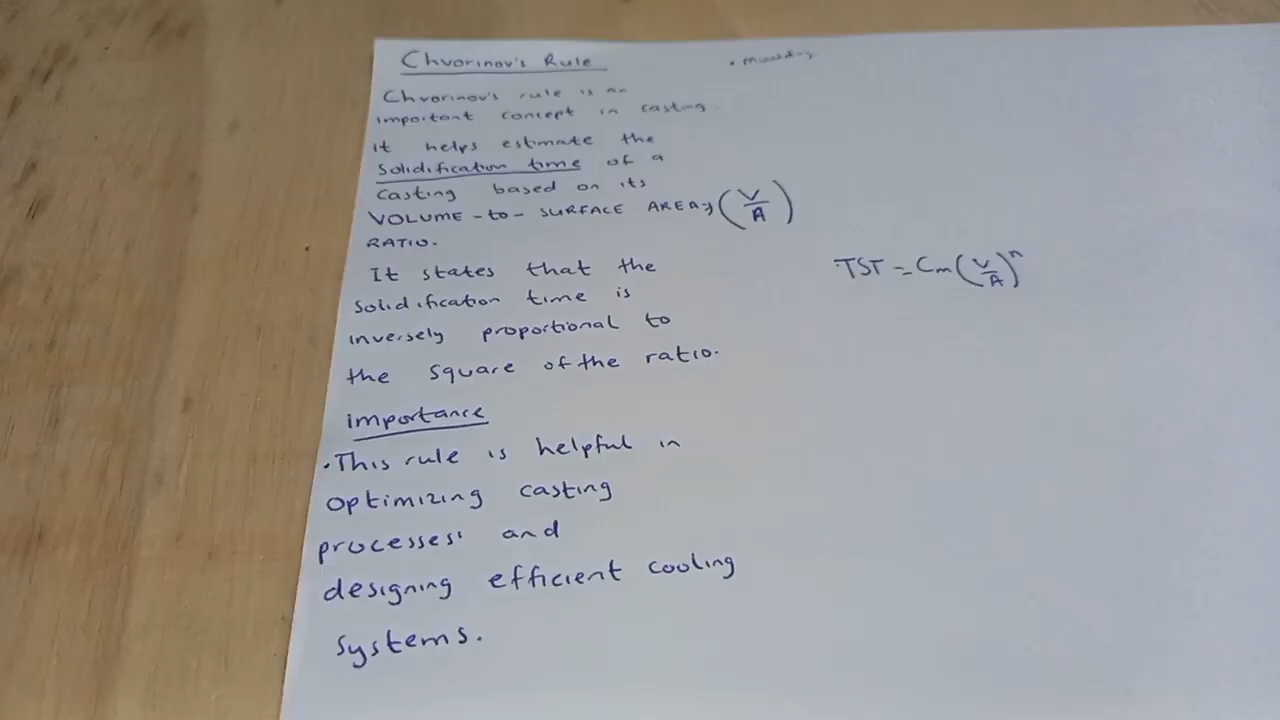 Chvorinov's Rule
Chvorinov's rule is an
important concept in casting.
it helps estimate the
solidification time of a
casting based on its
VOLUME-to-SURFACE AREA (V/A)
RATIO.
It states that the
solidification time is
inversely proportional to
the square of the ratio.
importance
• This rule is helpful in
optimizing casting
processes and
designing efficient cooling
systems.
TST = Cm (V/A)^n